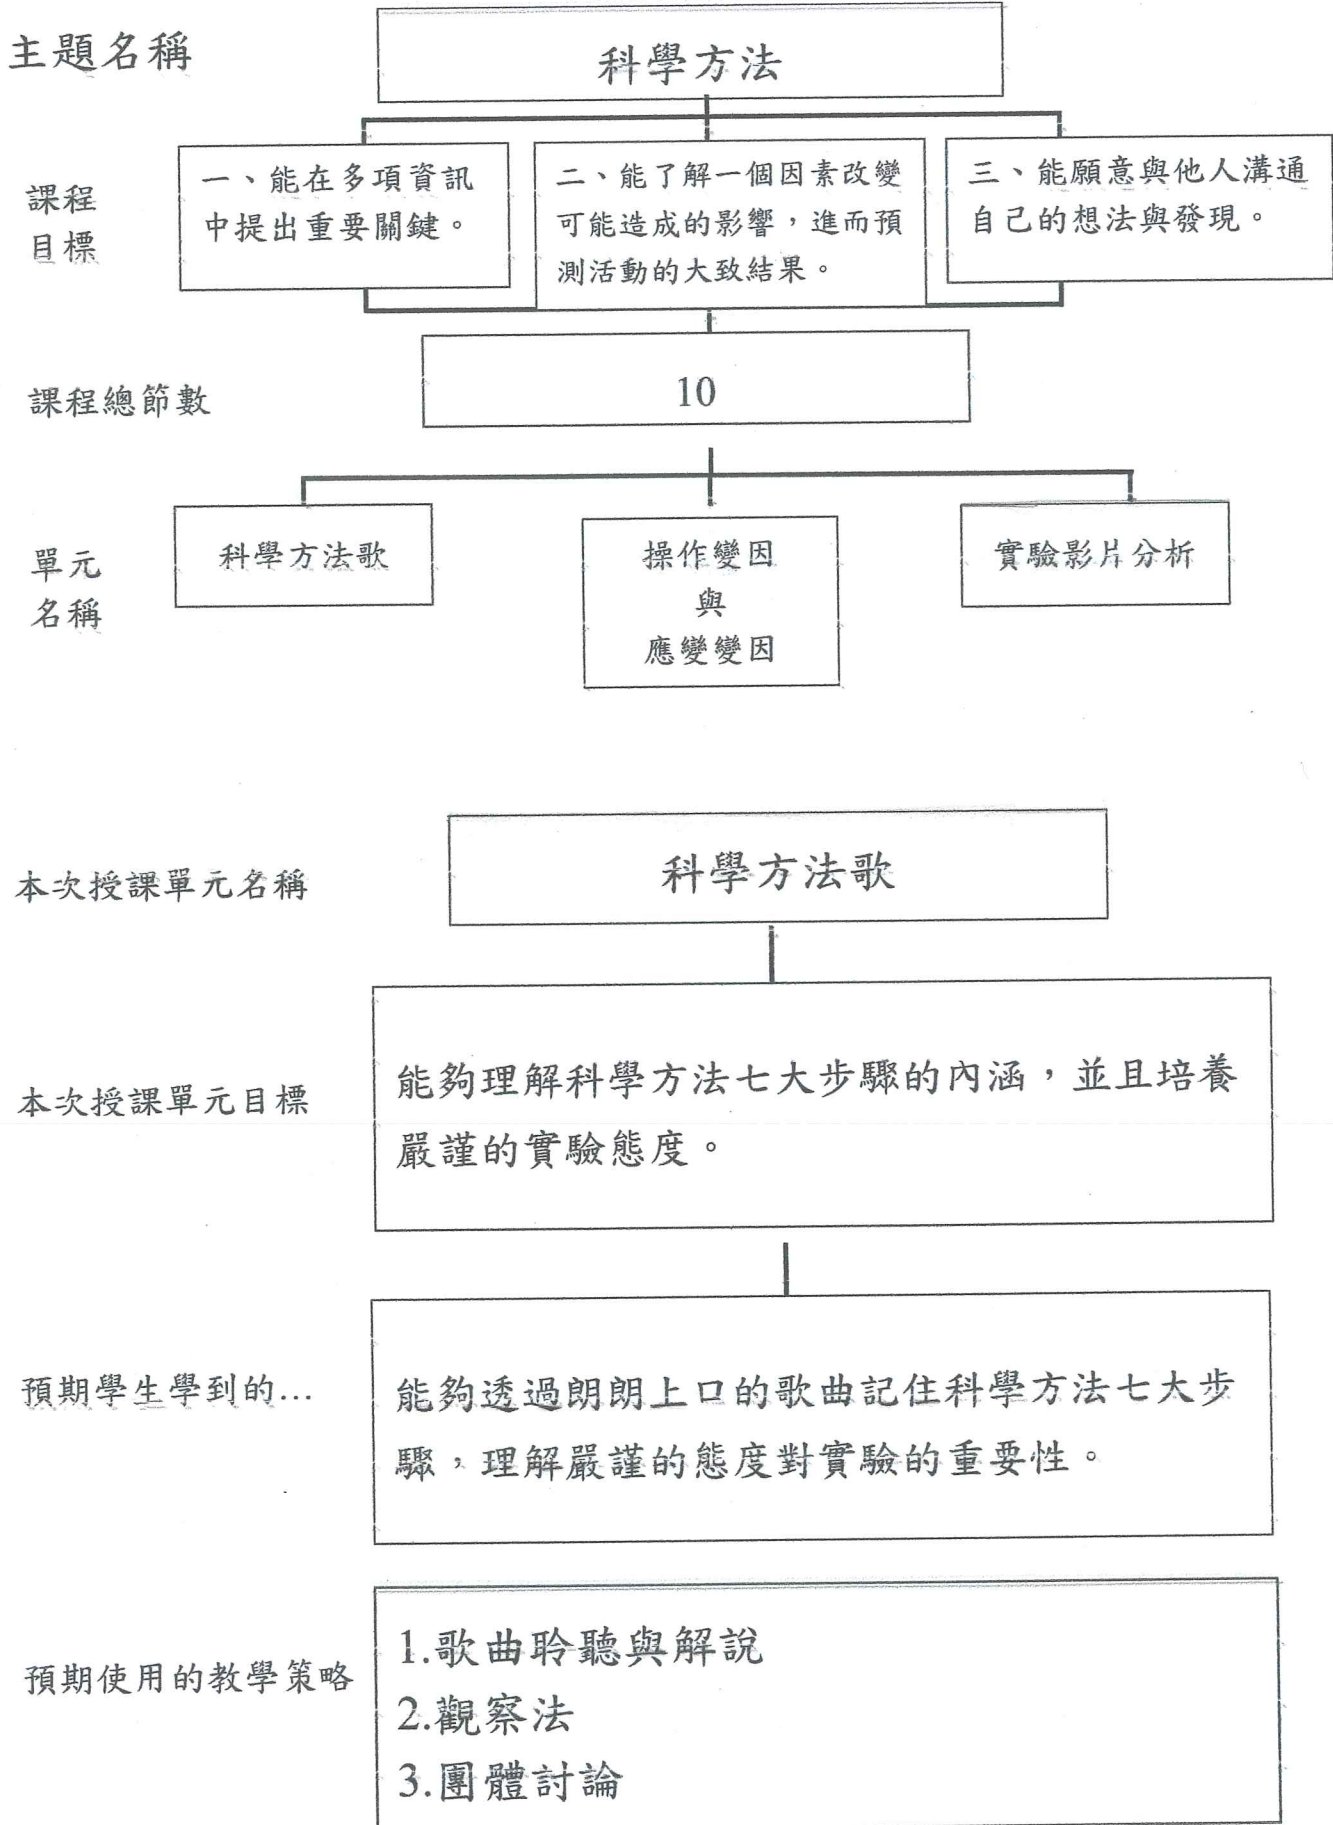 主題名稱
科學方法
課程
目標
一、能在多項資訊
中提出重要關鍵。
二、能了解一個因素改變
可能造成的影響，進而預
測活動的大致結果。
三、能願意與他人溝通
自己的想法與發現。
課程總節數
10
單元
名稱
科學方法歌
操作變因
與
應變變因
實驗影片分析
本次授課單元名稱
科學方法歌
本次授課單元目標
能夠理解科學方法七大步驟的內涵，並且培養
嚴謹的實驗態度。
預期學生學到的...
能夠透過朗朗上口的歌曲記住科學方法七大步
驟，理解嚴謹的態度對實驗的重要性。
預期使用的教學策略
1.歌曲聆聽與解說
2.觀察法
3.團體討論